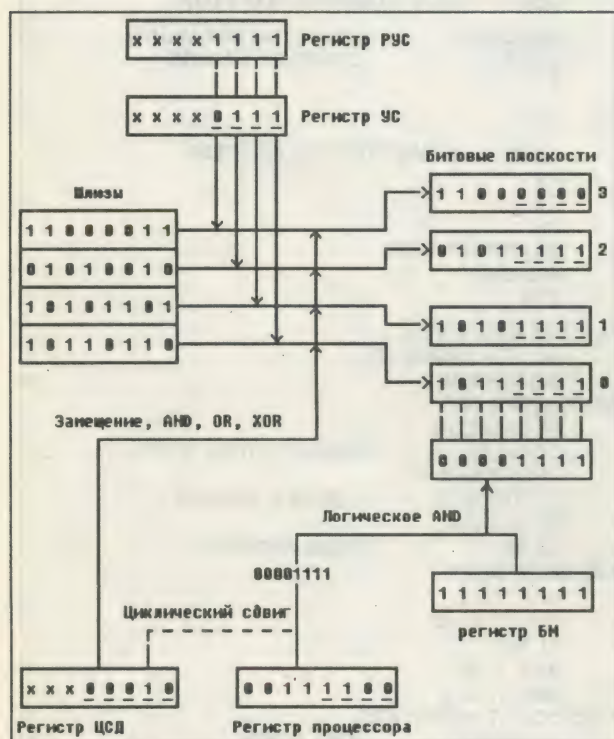 x x x x 1 1 1 1 Регистр РУС
x x x x 0 1 1 1 Регистр УС
Битовые плоскости
Шлизы
1 1 0 0 0 0 0 0 3
1 1 0 0 0 0 1 1
0 1 0 1 1 1 1 1 2
0 1 0 1 0 0 1 0
1 0 1 0 1 1 0 1
1 0 1 0 1 1 1 1 1
1 0 1 1 0 1 1 0
1 0 1 1 1 1 1 1 0
Замещение, AND, OR, XOR
0 0 0 0 1 1 1 1
Логическое AND
00001111
1 1 1 1 1 1 1 1
Циклический сдвиг
регистр БМ
x x x 0 0 0 1 0
0 0 1 1 1 1 0 0
Регистр ЦСД
Регистр процессора